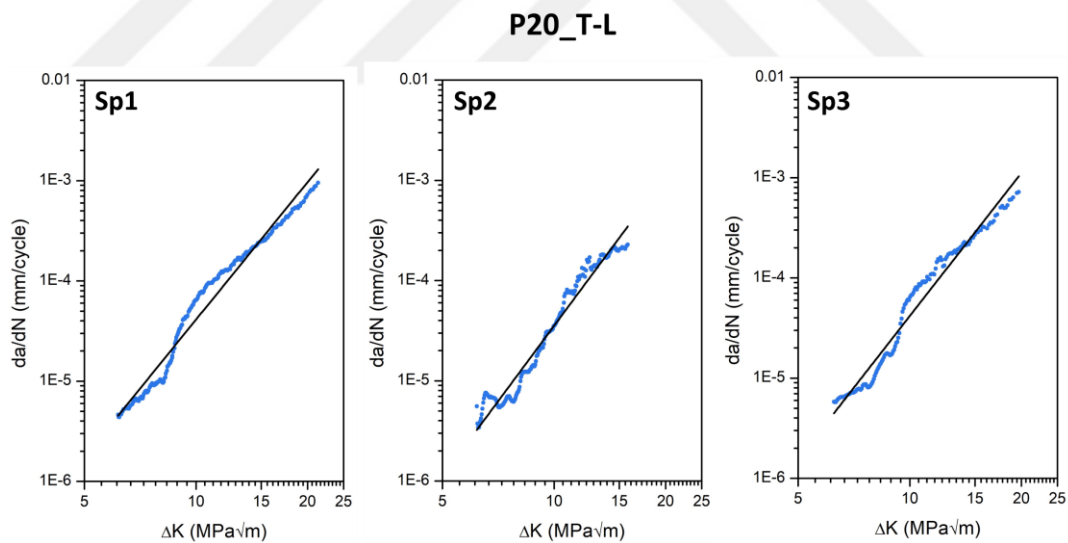 P20_T-L
Sp1
0.01
1E-3
1E-4
1E-5
1E-6
da/dN (mm/cycle)
5
10
15
20
25
ΔK (MPa√m)
Sp2
0.01
1E-3
1E-4
1E-5
1E-6
da/dN (mm/cycle)
5
10
15
20
25
ΔK (MPa√m)
Sp3
0.01
1E-3
1E-4
1E-5
1E-6
da/dN (mm/cycle)
5
10
15
20
25
ΔK (MPa√m)